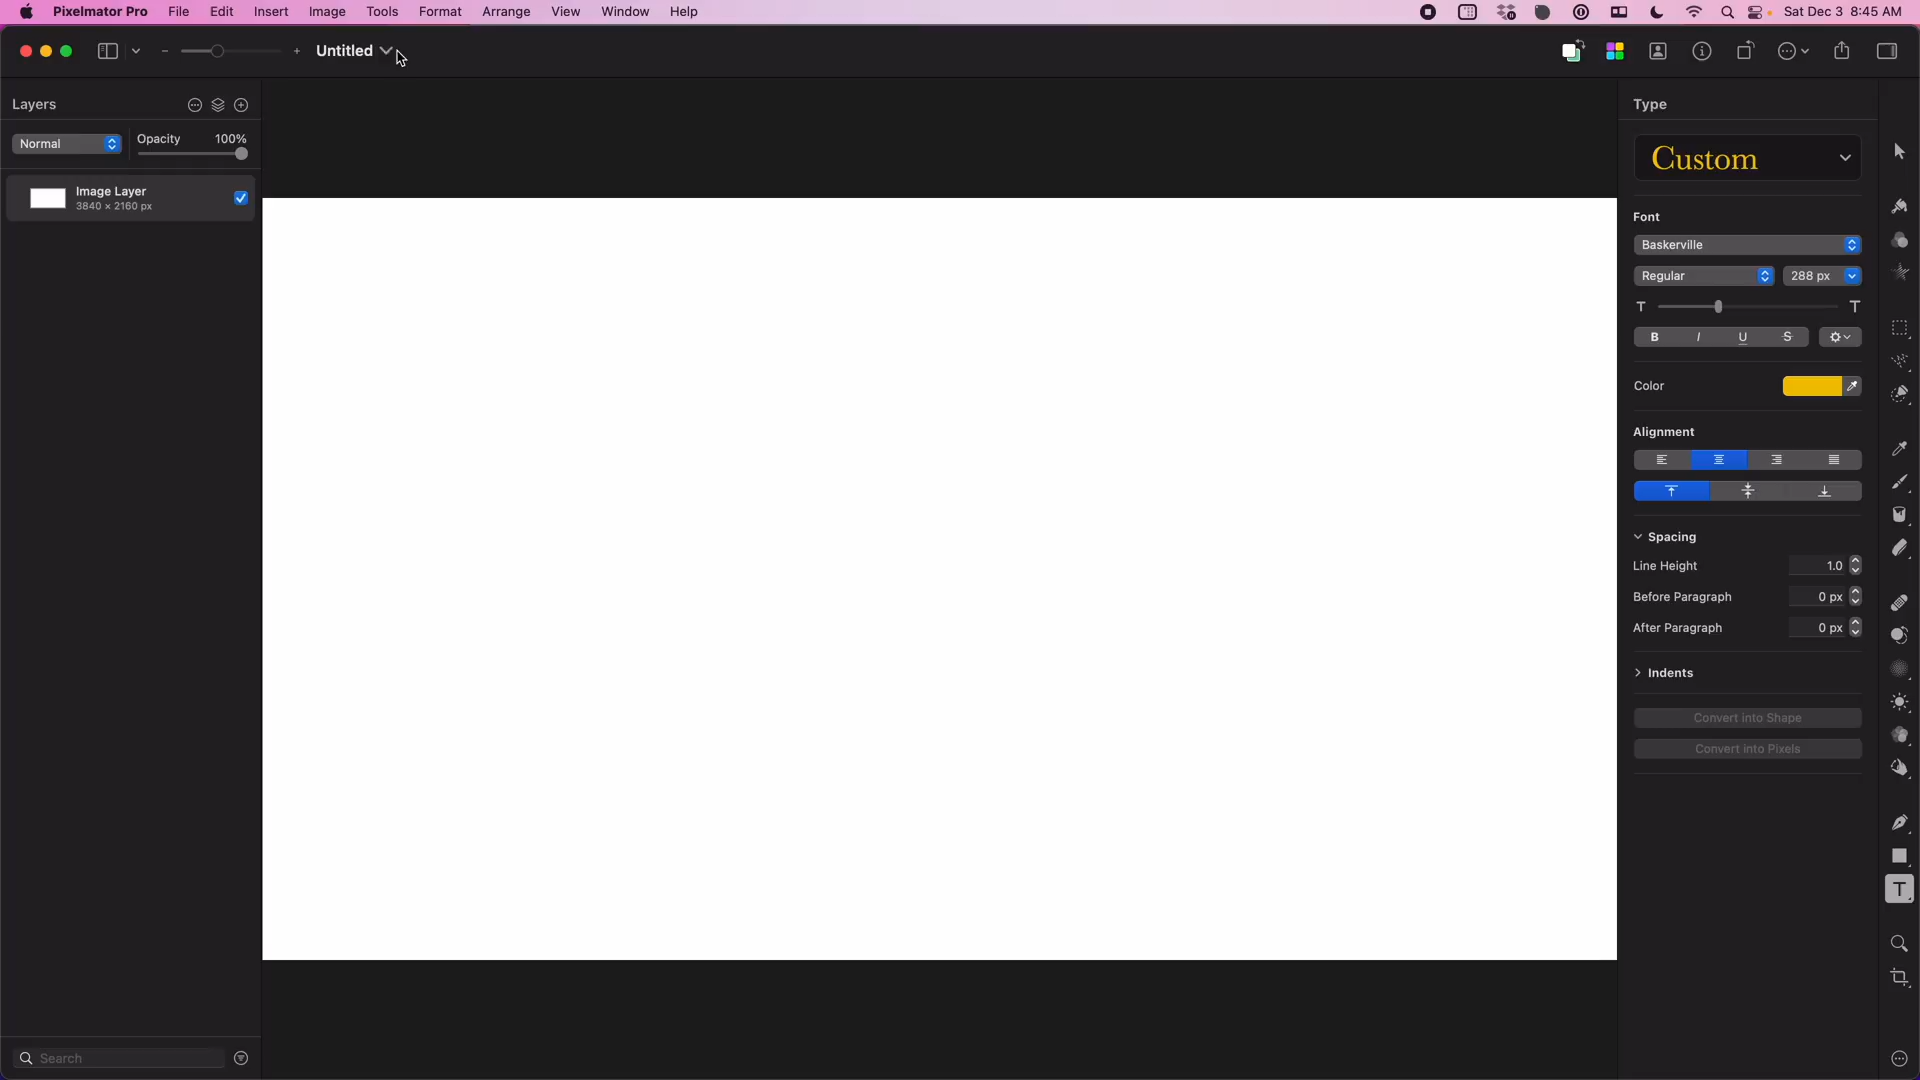 Pixelmator Pro File Edit Insert Image Tools Format Arrange View Window Help Sat Dec 3 8:45 AM
Untitled
Layers
Normal Opacity 100%
Image Layer
3840 × 2160 px
Search
Type
Custom
Font
Baskerville
Regular 288 px
T T
B I U S
Color
Alignment
Spacing
Line Height 1.0
Before Paragraph 0 px
After Paragraph 0 px
Indents
Convert into Shape
Convert into Pixels
T